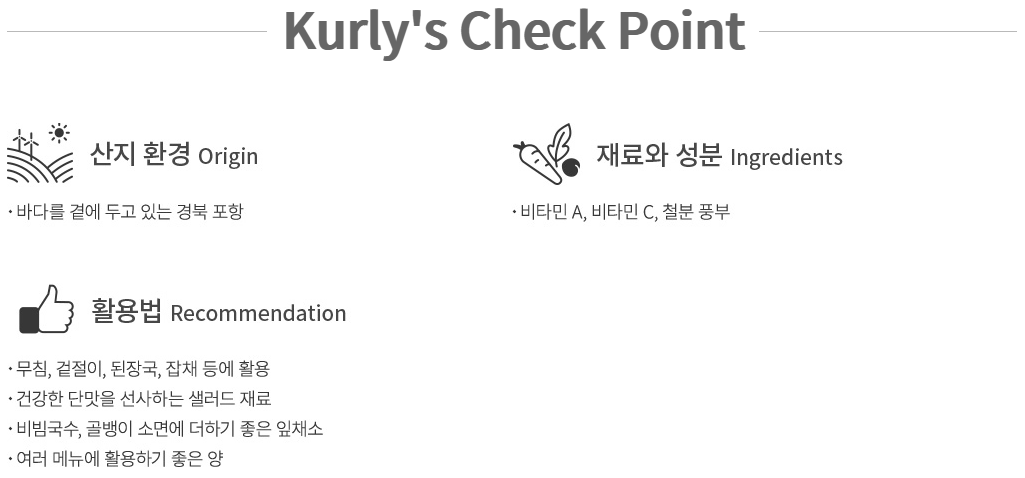 Kurly's Check Point
산지 환경 Origin
· 바다를 곁에 두고 있는 경북 포항
재료와 성분 Ingredients
· 비타민 A, 비타민 C, 철분 풍부
활용법 Recommendation
· 무침, 겉절이, 된장국, 잡채 등에 활용
· 건강한 단맛을 선사하는 샐러드 재료
· 비빔국수, 골뱅이 소면에 더하기 좋은 잎채소
· 여러 메뉴에 활용하기 좋은 양